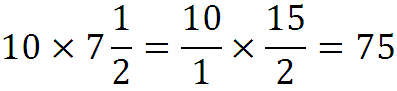 10 × 7 1/2 = 10/1 × 15/2 = 75